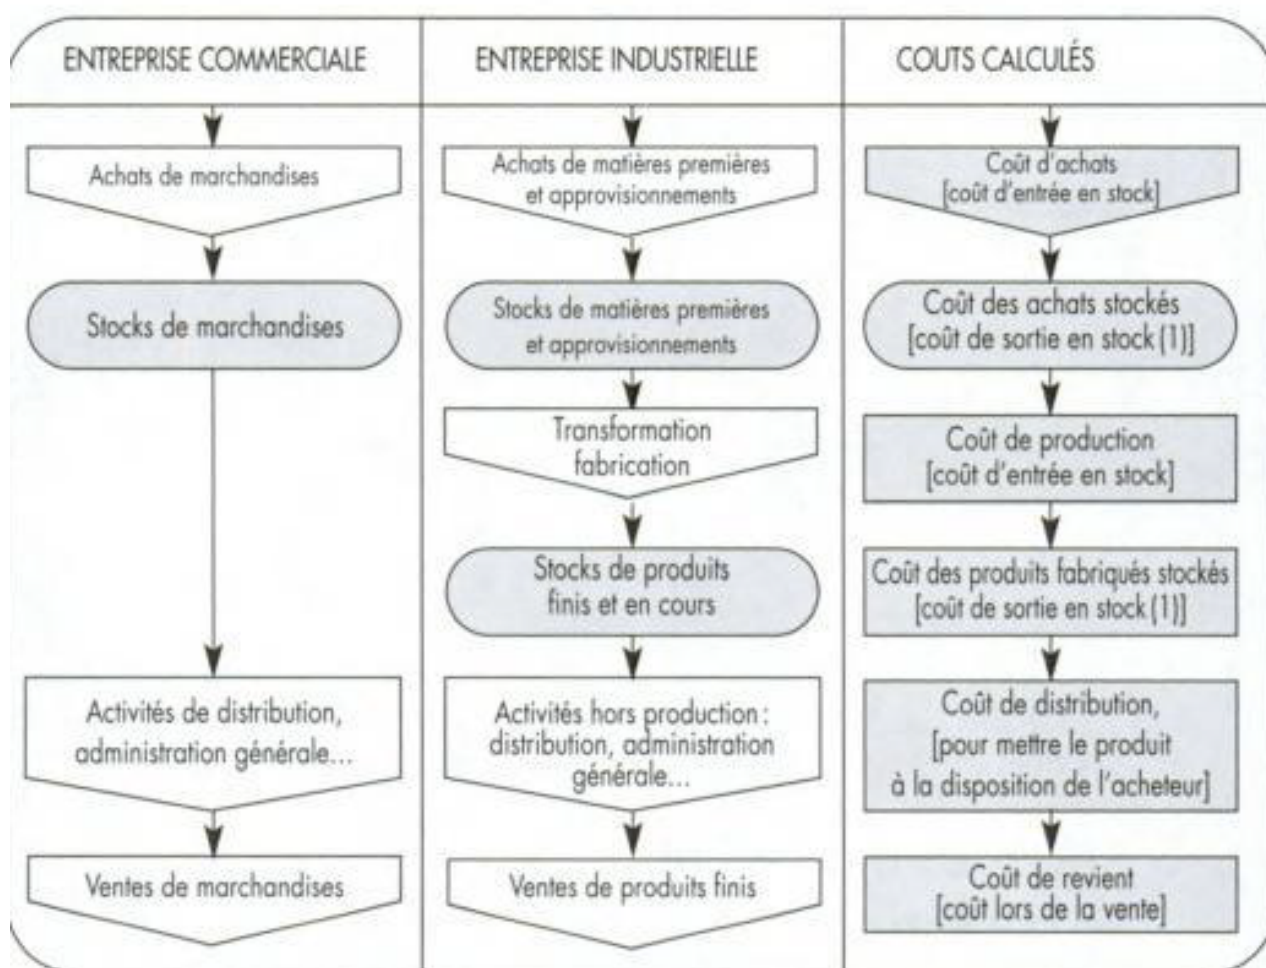 ENTREPRISE COMMERCIALE
Achats de marchandises
Stocks de marchandises
Activités de distribution,
administration générale...
Ventes de marchandises
ENTREPRISE INDUSTRIELLE
Achats de matières premières
et approvisionnements
Stocks de matières premières
et approvisionnements
Transformation
fabrication
Stocks de produits
finis et en cours
Activités hors production :
distribution, administration
générale...
Ventes de produits finis
COUTS CALCULÉS
Coût d'achats
[coût d'entrée en stock]
Coût des achats stockés
[coût de sortie en stock (1)]
Coût de production
[coût d'entrée en stock]
Coût des produits fabriqués stockés
[coût de sortie en stock (1)]
Coût de distribution,
[pour mettre le produit
à la disposition de l'acheteur]
Coût de revient
[coût lors de la vente]